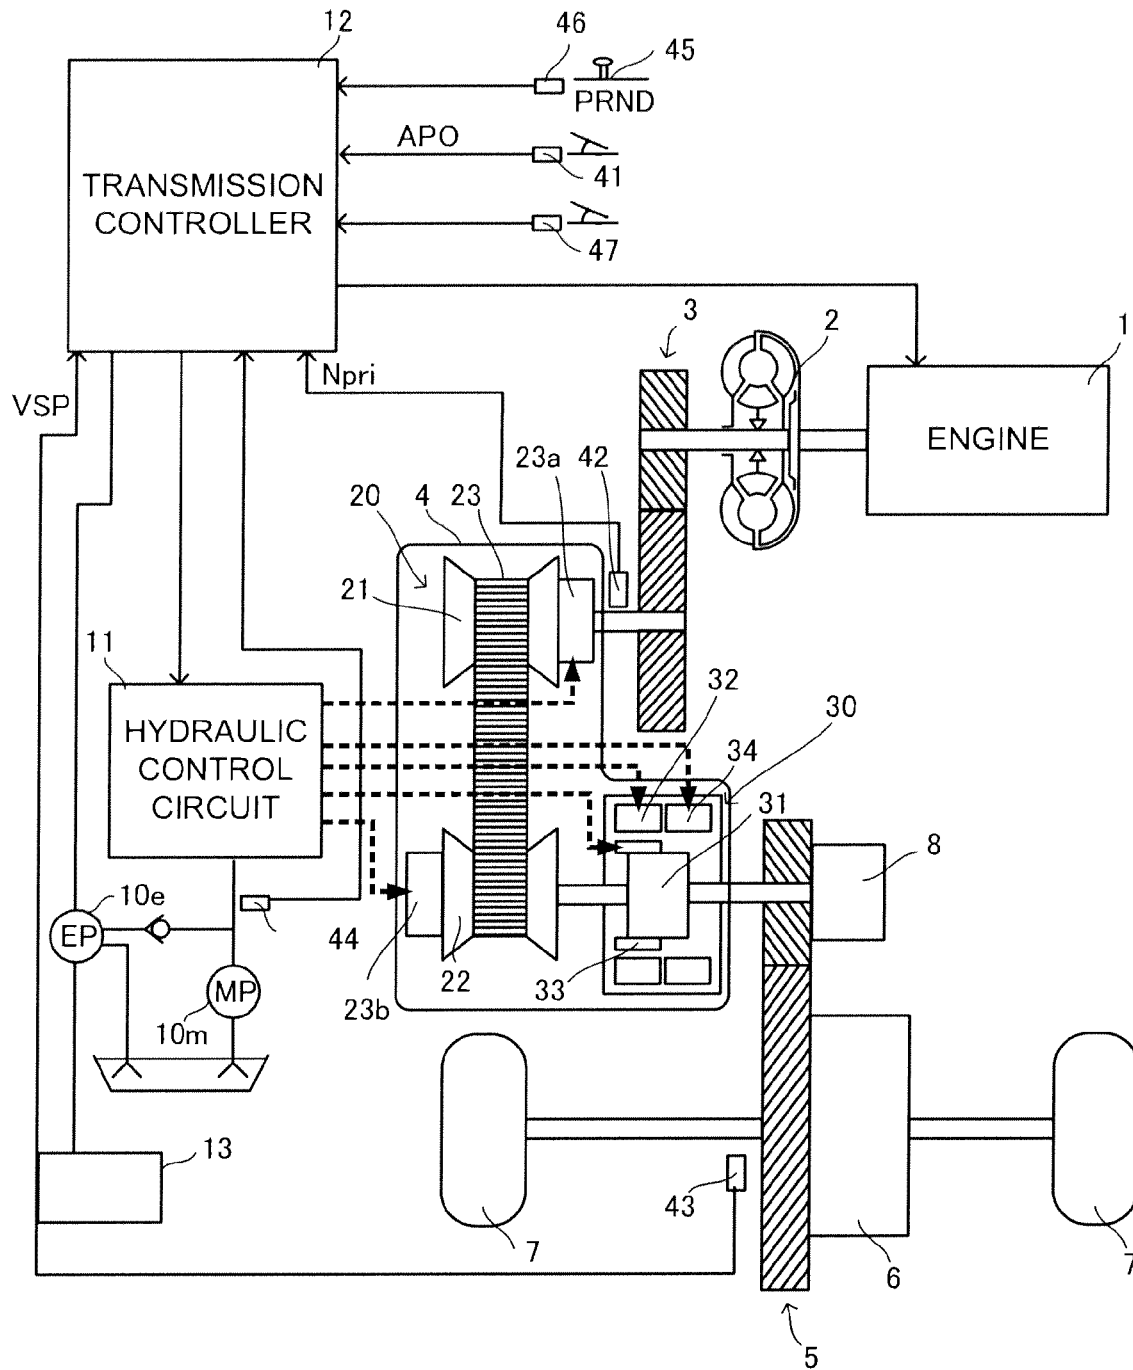 12
46
45
PRND
APO
41
TRANSMISSION
CONTROLLER
47
3
2
1
Npri
VSP
ENGINE
23a
42
4
23
20
21
11
32
30
HYDRAULIC
CONTROL
CIRCUIT
34
31
8
10e
EP
44
22
33
23b
MP
10m
13
43
7
6
7
5